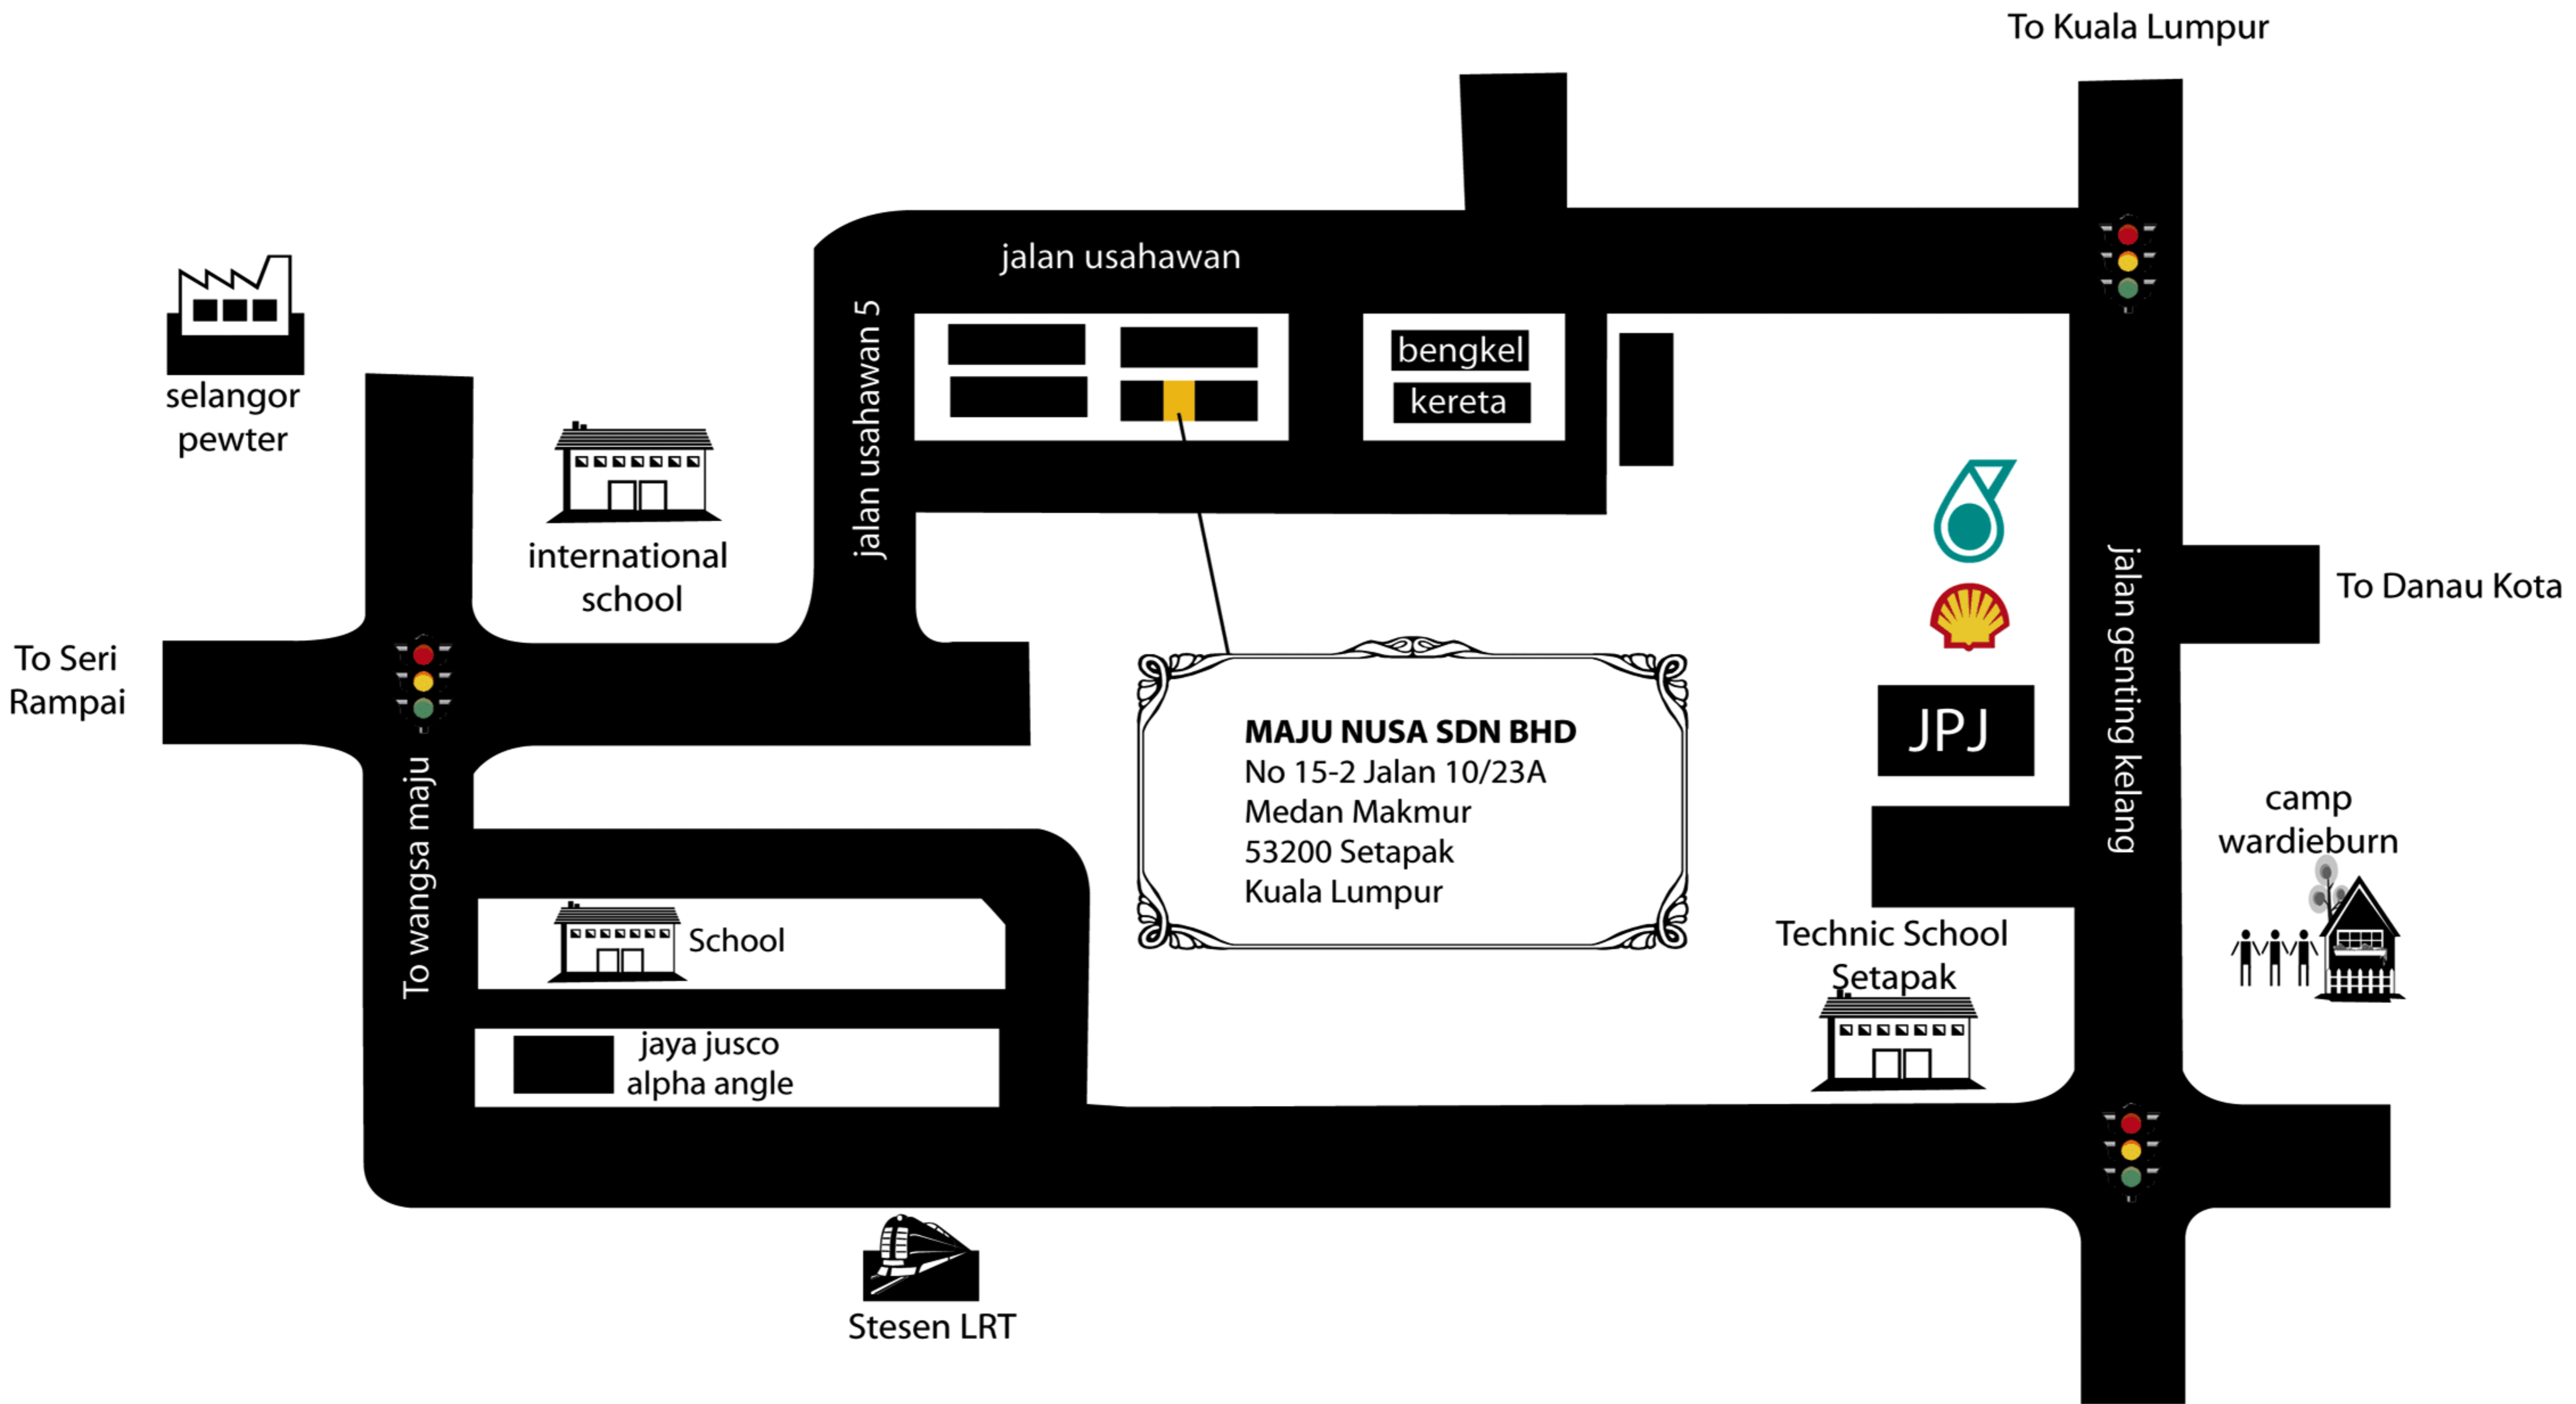 To Kuala Lumpur
jalan usahawan
jalan usahawan 5
bengkel
kereta
selangor
pewter
international
school
To Seri
Rampai
To wangsa maju
jalan genting kelang
To Danau Kota
JPJ
MAJU NUSA SDN BHD
No 15-2 Jalan 10/23A
Medan Makmur
53200 Setapak
Kuala Lumpur
camp
wardieburn
Technic School
Setapak
School
jaya jusco
alpha angle
Stesen LRT